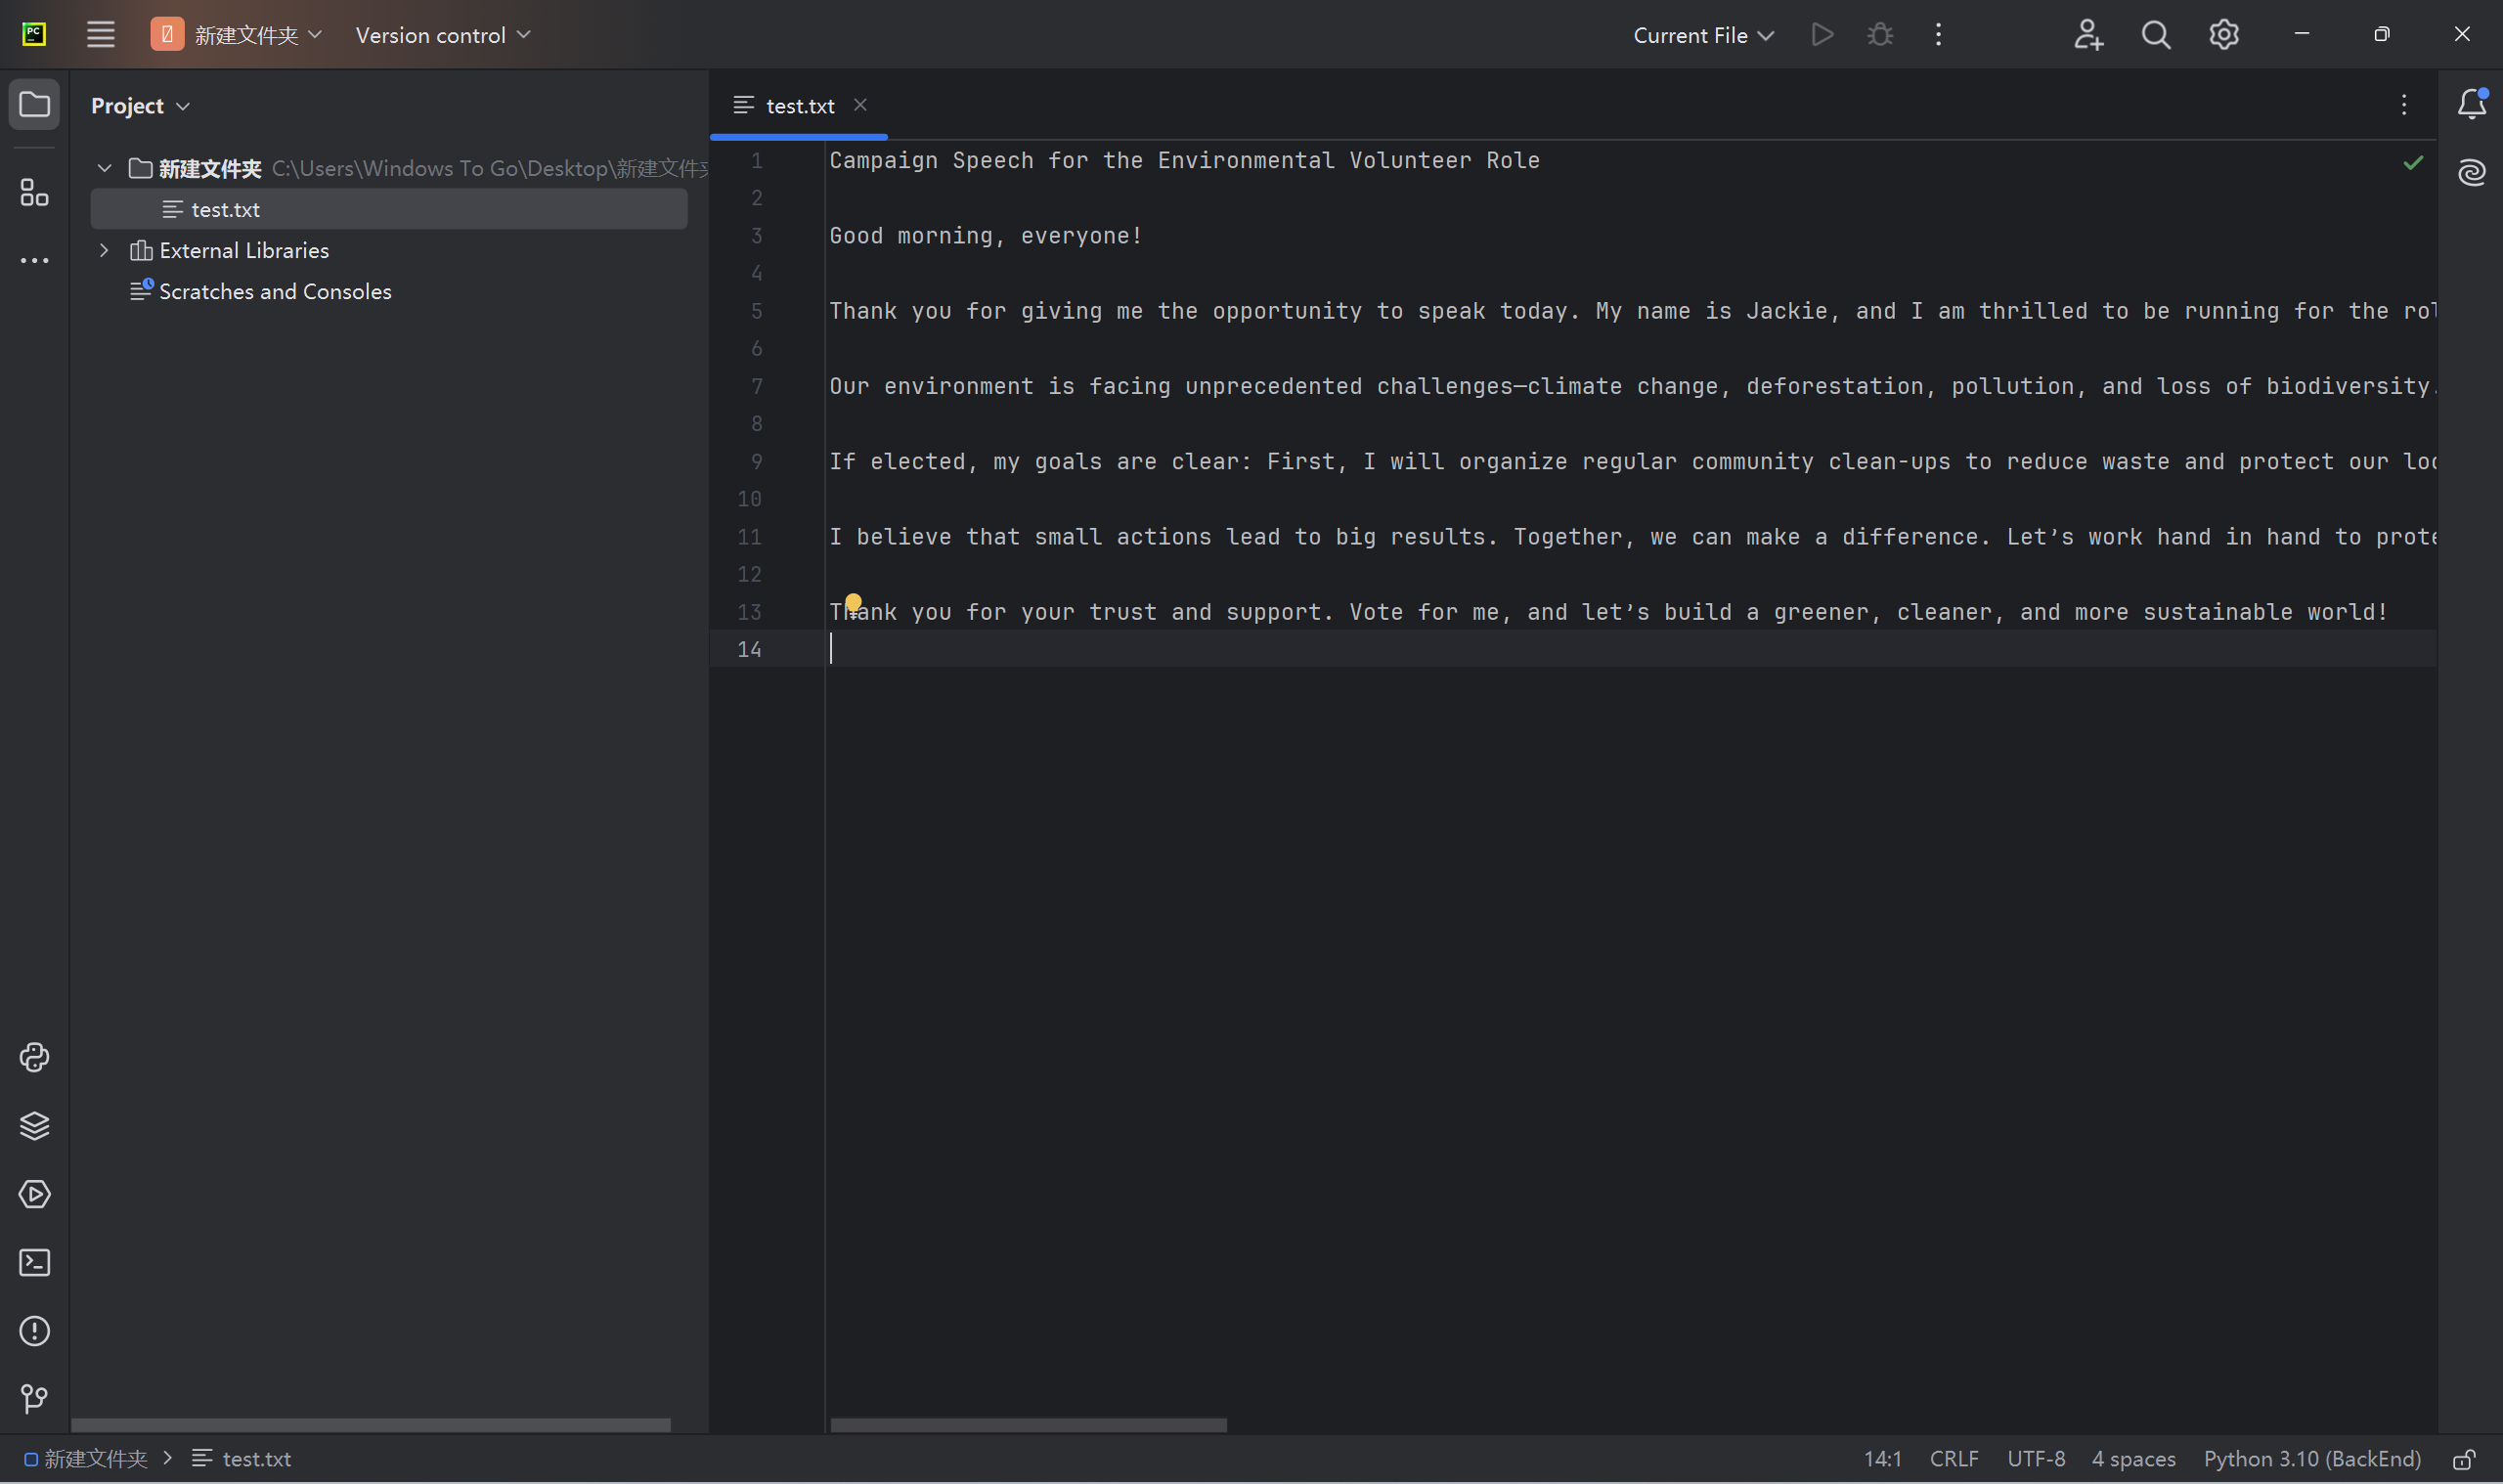 PC
新建文件夹
Version control
Current File
Project
test.txt
新建文件夹 C:\Users\Windows To Go\Desktop\新建文件
test.txt
External Libraries
Scratches and Consoles
1 Campaign Speech for the Environmental Volunteer Role
2
3 Good morning, everyone!
4
5 Thank you for giving me the opportunity to speak today. My name is Jackie, and I am thrilled to be running for the
6
7 Our environment is facing unprecedented challenges—climate change, deforestation, pollution, and loss of biodiversity.
8
9 If elected, my goals are clear: First, I will organize regular community clean-ups to reduce waste and protect our
10
11 I believe that small actions lead to big results. Together, we can make a difference. Let’s work hand in hand to
12
13 Thank you for your trust and support. Vote for me, and let’s build a greener, cleaner, and more sustainable world!
14
新建文件夹 test.txt
14:1 CRLF UTF-8 4 spaces Python 3.10 (BackEnd)